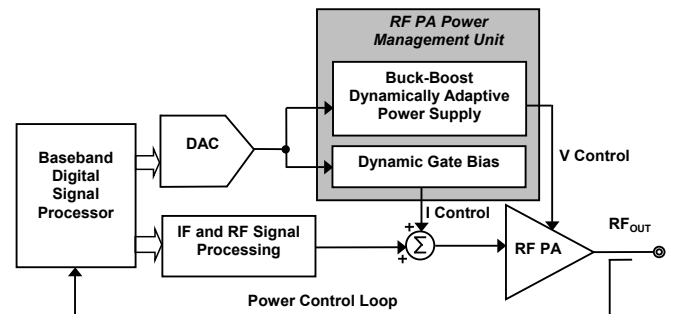 RF PA Power
Management Unit
Buck-Boost
Dynamically Adaptive
Power Supply
DAC
Baseband
Digital
Signal
Processor
Dynamic Gate Bias
V Control
I Control
RFOUT
IF and RF Signal
Processing
+
+
Σ
RF PA
Power Control Loop